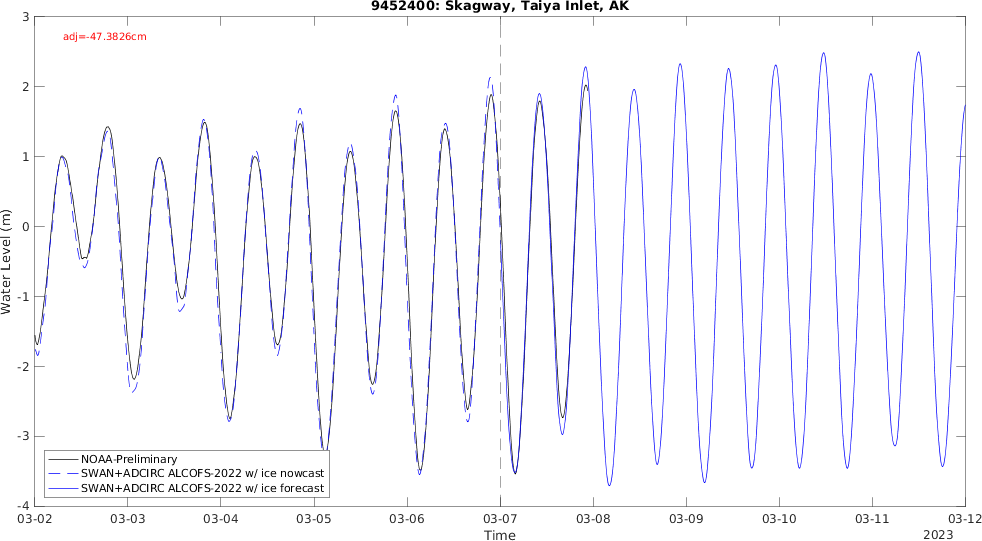 9452400: Skagway, Taiya Inlet, AK
adj=-47.3826cm
3
2
1
0
-1
-2
-3
-4
Water Level (m)
NOAA-Preliminary
SWAN+ADCIRC ALCOFS-2022 w/ ice nowcast
SWAN+ADCIRC ALCOFS-2022 w/ ice forecast
03-02 03-03 03-04 03-05 03-06 03-07 03-08 03-09 03-10 03-11 03-12
Time
2023